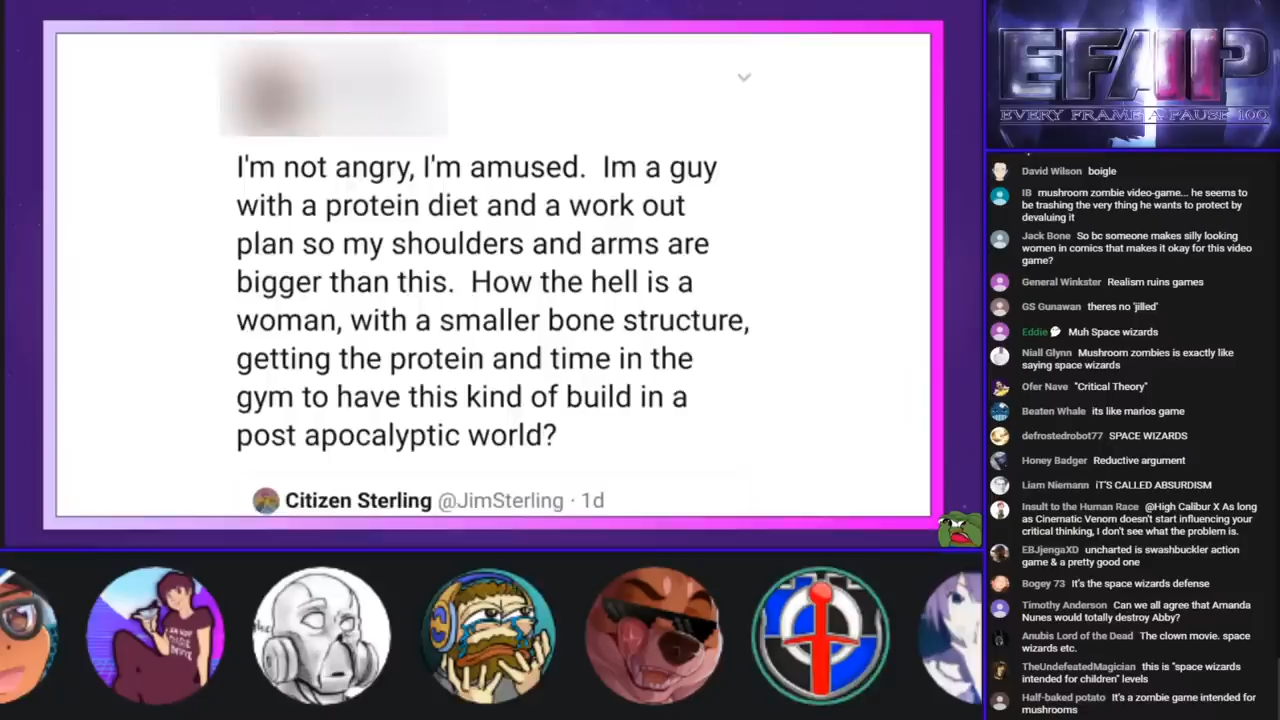 I'm not angry, I'm amused.  Im a guy
with a protein diet and a work out
plan so my shoulders and arms are
bigger than this.  How the hell is a
woman, with a smaller bone structure,
getting the protein and time in the
gym to have this kind of build in a
post apocalyptic world?
Citizen Sterling @JimSterling · 1d
EFAP
EVERY FRAME A PAUSE 100
David Wilson boigle
IB mushroom zombie video-game... he seems to
be trashing the very thing he wants to protect by
devaluing it
Jack Bone So bc someone makes silly looking
women in comics that makes it okay for this video
game?
General Winkster Realism ruins games
GS Gunawan theres no 'jilled'
Eddie Muh Space wizards
Niall Glynn Mushroom zombies is exactly like
saying space wizards
Ofer Nave "Critical Theory"
Beaten Whale its like marios game
defrostedrobot77 SPACE WIZARDS
Honey Badger Reductive argument
Liam Niemann iT'S CALLED ABSURDISM
Insult to the Human Race @High Calibur X As long
as Cinematic Venom doesn't start influencing your
critical thinking, I don't see what the problem is.
EBJjengaXD uncharted is swashbuckler action
game & a pretty good one
Bogey 73 It's the space wizards defense
Timothy Anderson Can we all agree that Amanda
Nunes would totally destroy Abby?
Anubis Lord of the Dead The clown movie. space
wizards etc.
TheUndefeatedMagician this is "space wizards
intended for children" levels
Half-baked potato It's a zombie game intended for
mushrooms